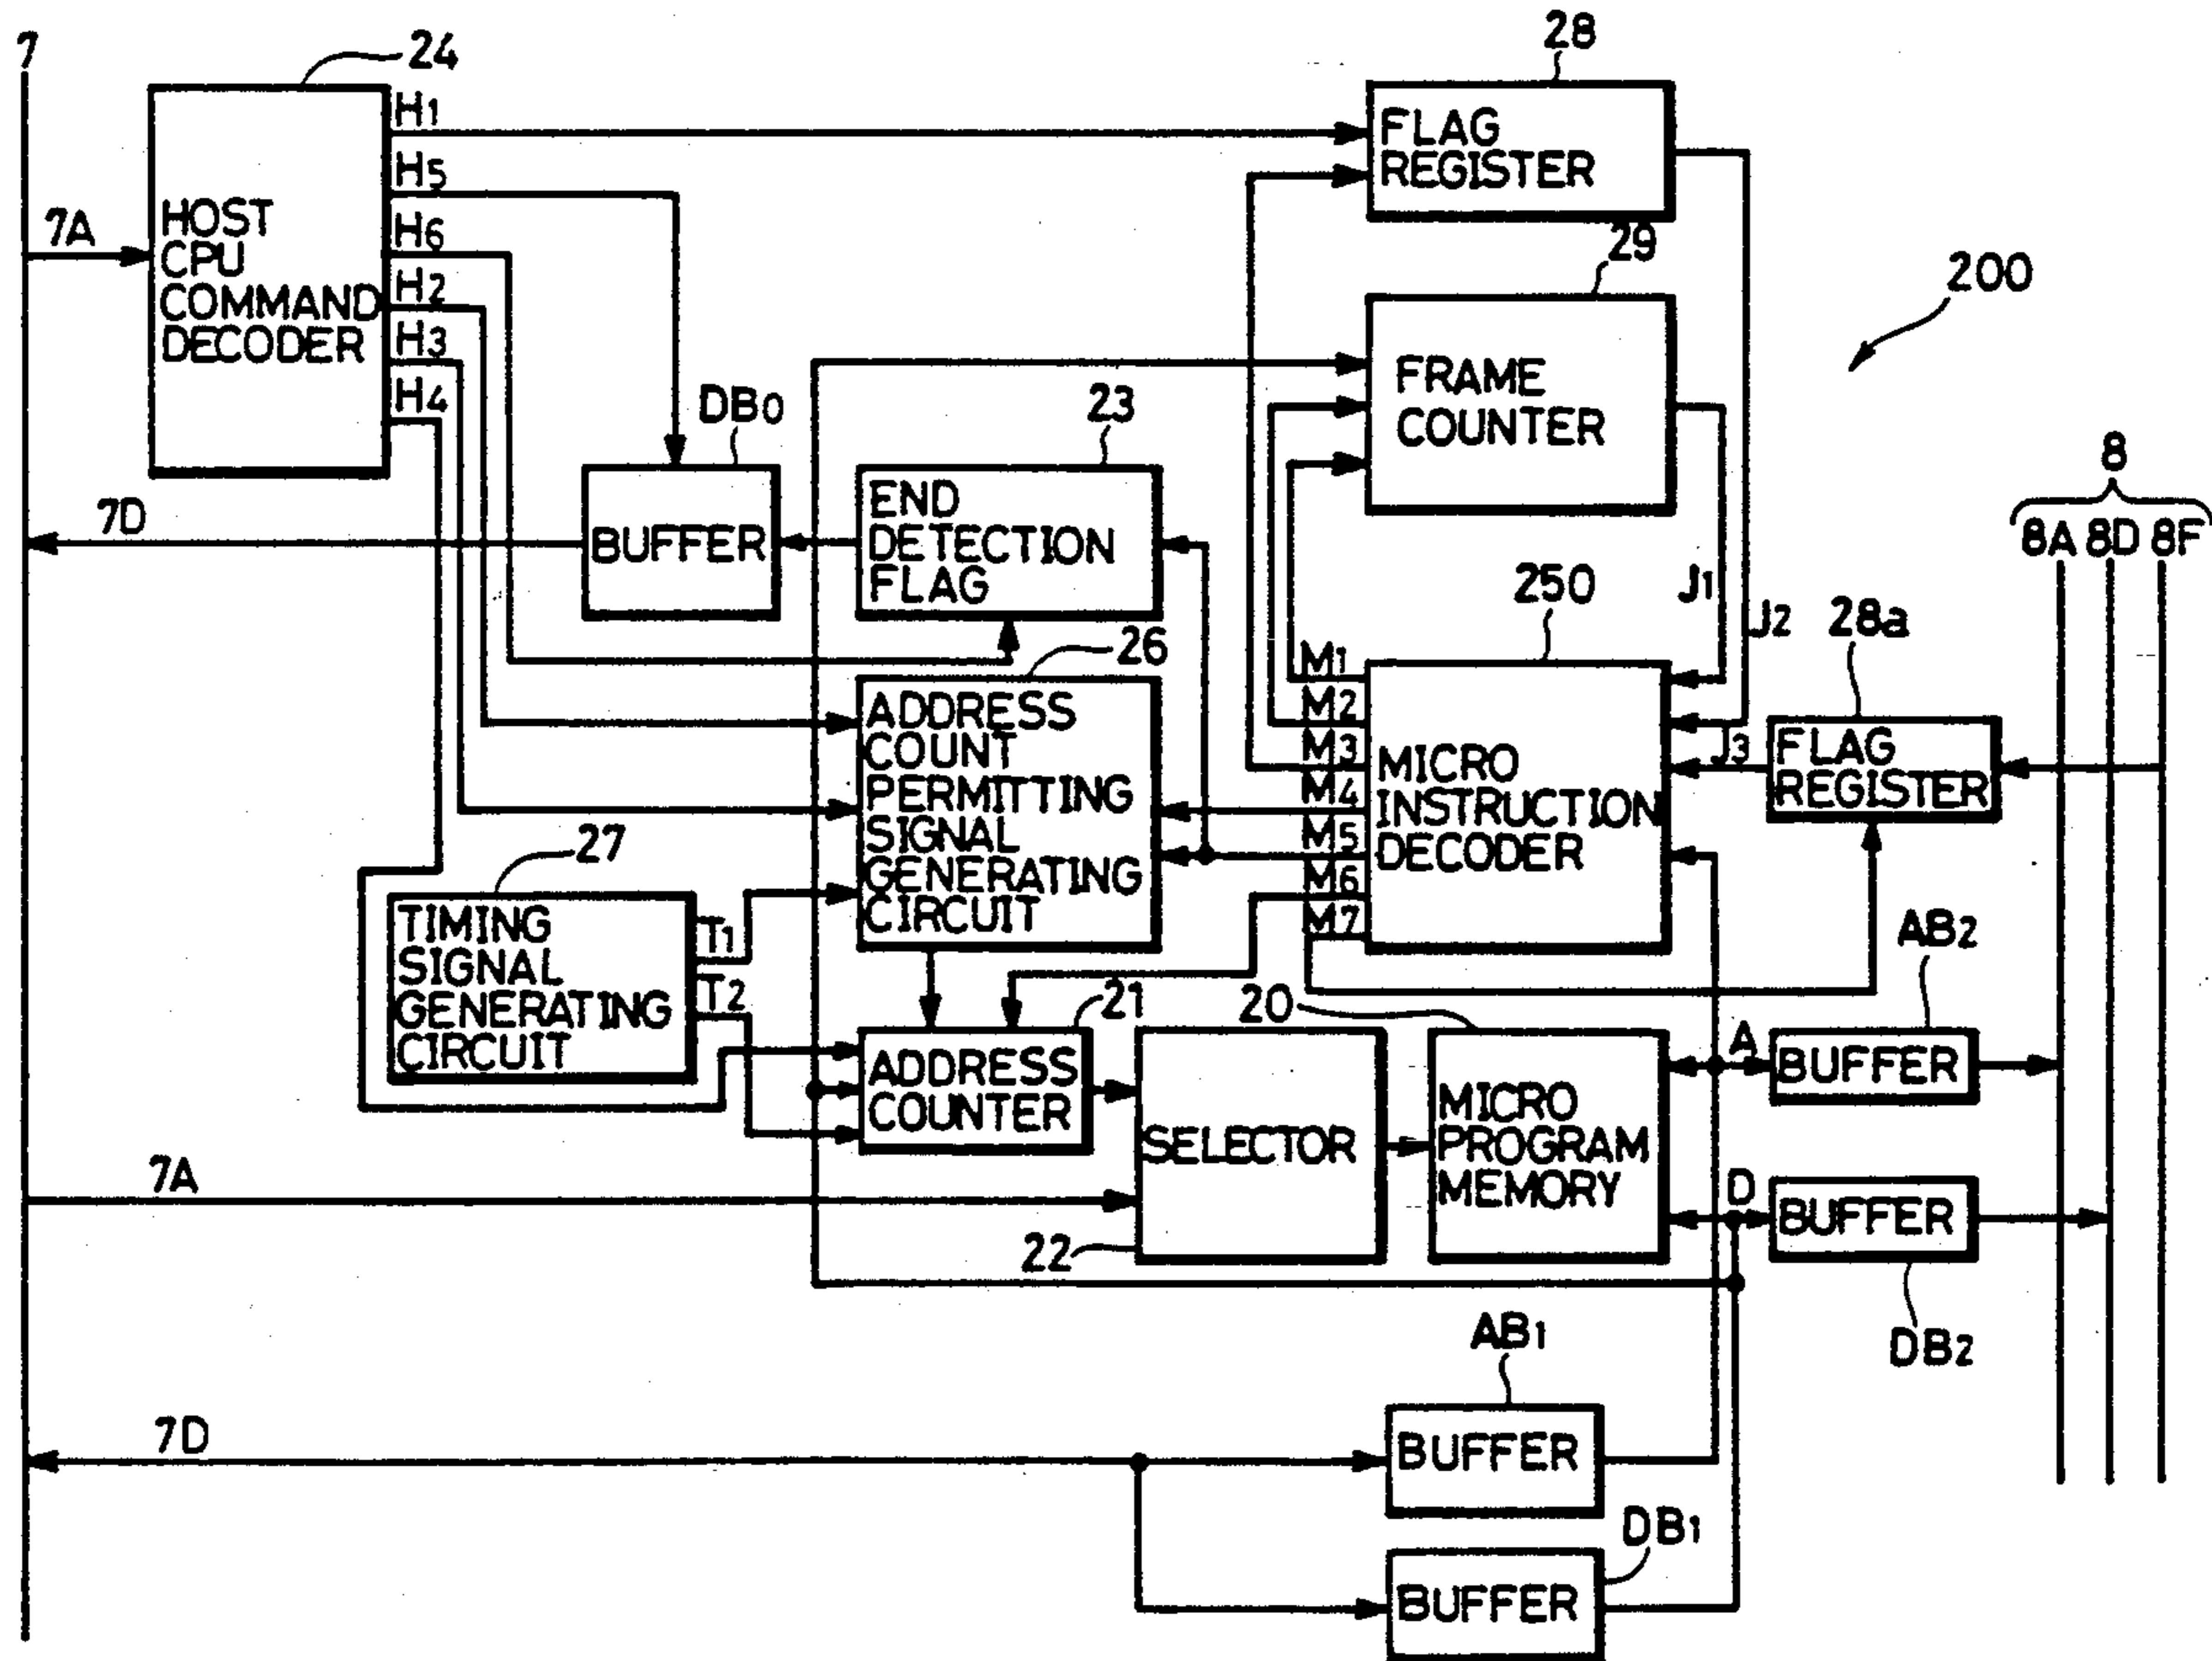 7
24
7A
HOST
CPU
COMMAND
DECODER
H1
H5
H6
H2
H3
H4
28
FLAG
REGISTER
29
FRAME
COUNTER
200
DB0
BUFFER
7D
23
END
DETECTION
FLAG
8
8A 8D 8F
250
J1
J2
J3
28a
FLAG
REGISTER
26
ADDRESS
COUNT
PERMITTING
SIGNAL
GENERATING
CIRCUIT
M1
M2
M3
M4
M5
M6
M7
MICRO
INSTRUCTION
DECODER
27
TIMING
SIGNAL
GENERATING
CIRCUIT
T1
T2
21
ADDRESS
COUNTER
20
SELECTOR
22
MICRO
PROGRAM
MEMORY
A
AB2
BUFFER
D
BUFFER
DB2
7A
AB1
BUFFER
7D
DB1
BUFFER